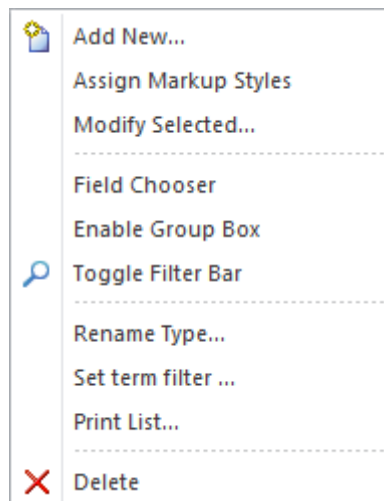 Add New...
Assign Markup Styles
Modify Selected...
Field Chooser
Enable Group Box
Toggle Filter Bar
Rename Type...
Set term filter ...
Print List...
Delete